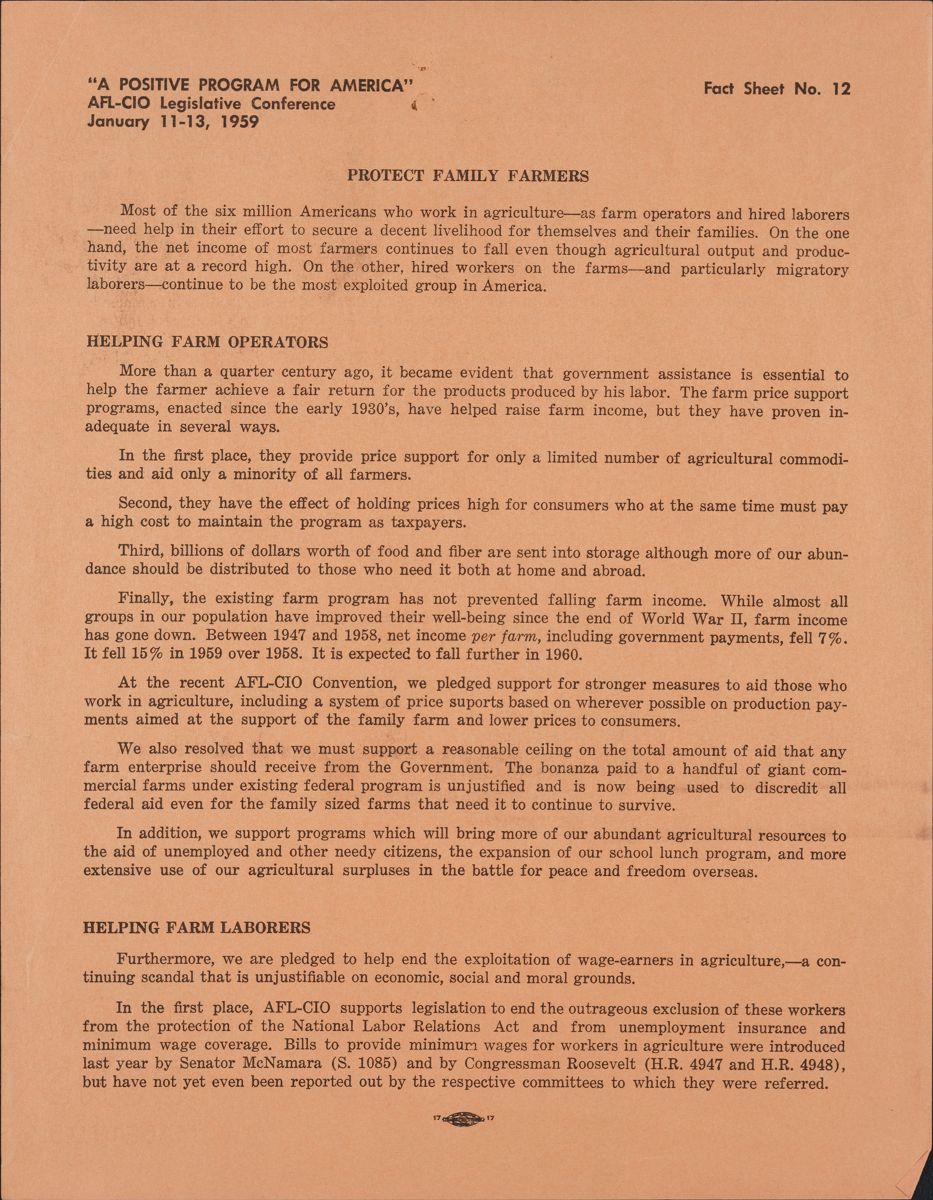 "A POSITIVE PROGRAM FOR AMERICA"
AFL-CIO Legislative Conference
January 11-13, 1959
Fact Sheet No. 12
PROTECT FAMILY FARMERS
Most of the six million Americans who work in agriculture—as farm operators and hired laborers
—need help in their effort to secure a decent livelihood for themselves and their families. On the one
hand, the net income of most farmers continues to fall even though agricultural output and produc-
tivity are at a record high. On the other, hired workers on the farms—and particularly migratory
laborers—continue to be the most exploited group in America.
HELPING FARM OPERATORS
More than a quarter century ago, it became evident that government assistance is essential to
help the farmer achieve a fair return for the products produced by his labor. The farm price support
programs, enacted since the early 1930's, have helped raise farm income, but they have proven in-
adequate in several ways.
In the first place, they provide price support for only a limited number of agricultural commodi-
ties and aid only a minority of all farmers.
Second, they have the effect of holding prices high for consumers who at the same time must pay
a high cost to maintain the program as taxpayers.
Third, billions of dollars worth of food and fiber are sent into storage although more of our abun-
dance should be distributed to those who need it both at home and abroad.
Finally, the existing farm program has not prevented falling farm income. While almost all
groups in our population have improved their well-being since the end of World War II, farm income
has gone down. Between 1947 and 1958, net income per farm, including government payments, fell 7%.
It fell 15% in 1959 over 1958. It is expected to fall further in 1960.
At the recent AFL-CIO Convention, we pledged support for stronger measures to aid those who
work in agriculture, including a system of price suports based on wherever possible on production pay-
ments aimed at the support of the family farm and lower prices to consumers.
We also resolved that we must support a reasonable ceiling on the total amount of aid that any
farm enterprise should receive from the Government. The bonanza paid to a handful of giant com-
mercial farms under existing federal program is unjustified and is now being used to discredit all
federal aid even for the family sized farms that need it to continue to survive.
In addition, we support programs which will bring more of our abundant agricultural resources to
the aid of unemployed and other needy citizens, the expansion of our school lunch program, and more
extensive use of our agricultural surpluses in the battle for peace and freedom overseas.
HELPING FARM LABORERS
Furthermore, we are pledged to help end the exploitation of wage-earners in agriculture,—a con-
tinuing scandal that is unjustifiable on economic, social and moral grounds.
In the first place, AFL-CIO supports legislation to end the outrageous exclusion of these workers
from the protection of the National Labor Relations Act and from unemployment insurance and
minimum wage coverage. Bills to provide minimum wages for workers in agriculture were introduced
last year by Senator McNamara (S. 1085) and by Congressman Roosevelt (H.R. 4947 and H.R. 4948),
but have not yet even been reported out by the respective committees to which they were referred.
17 17